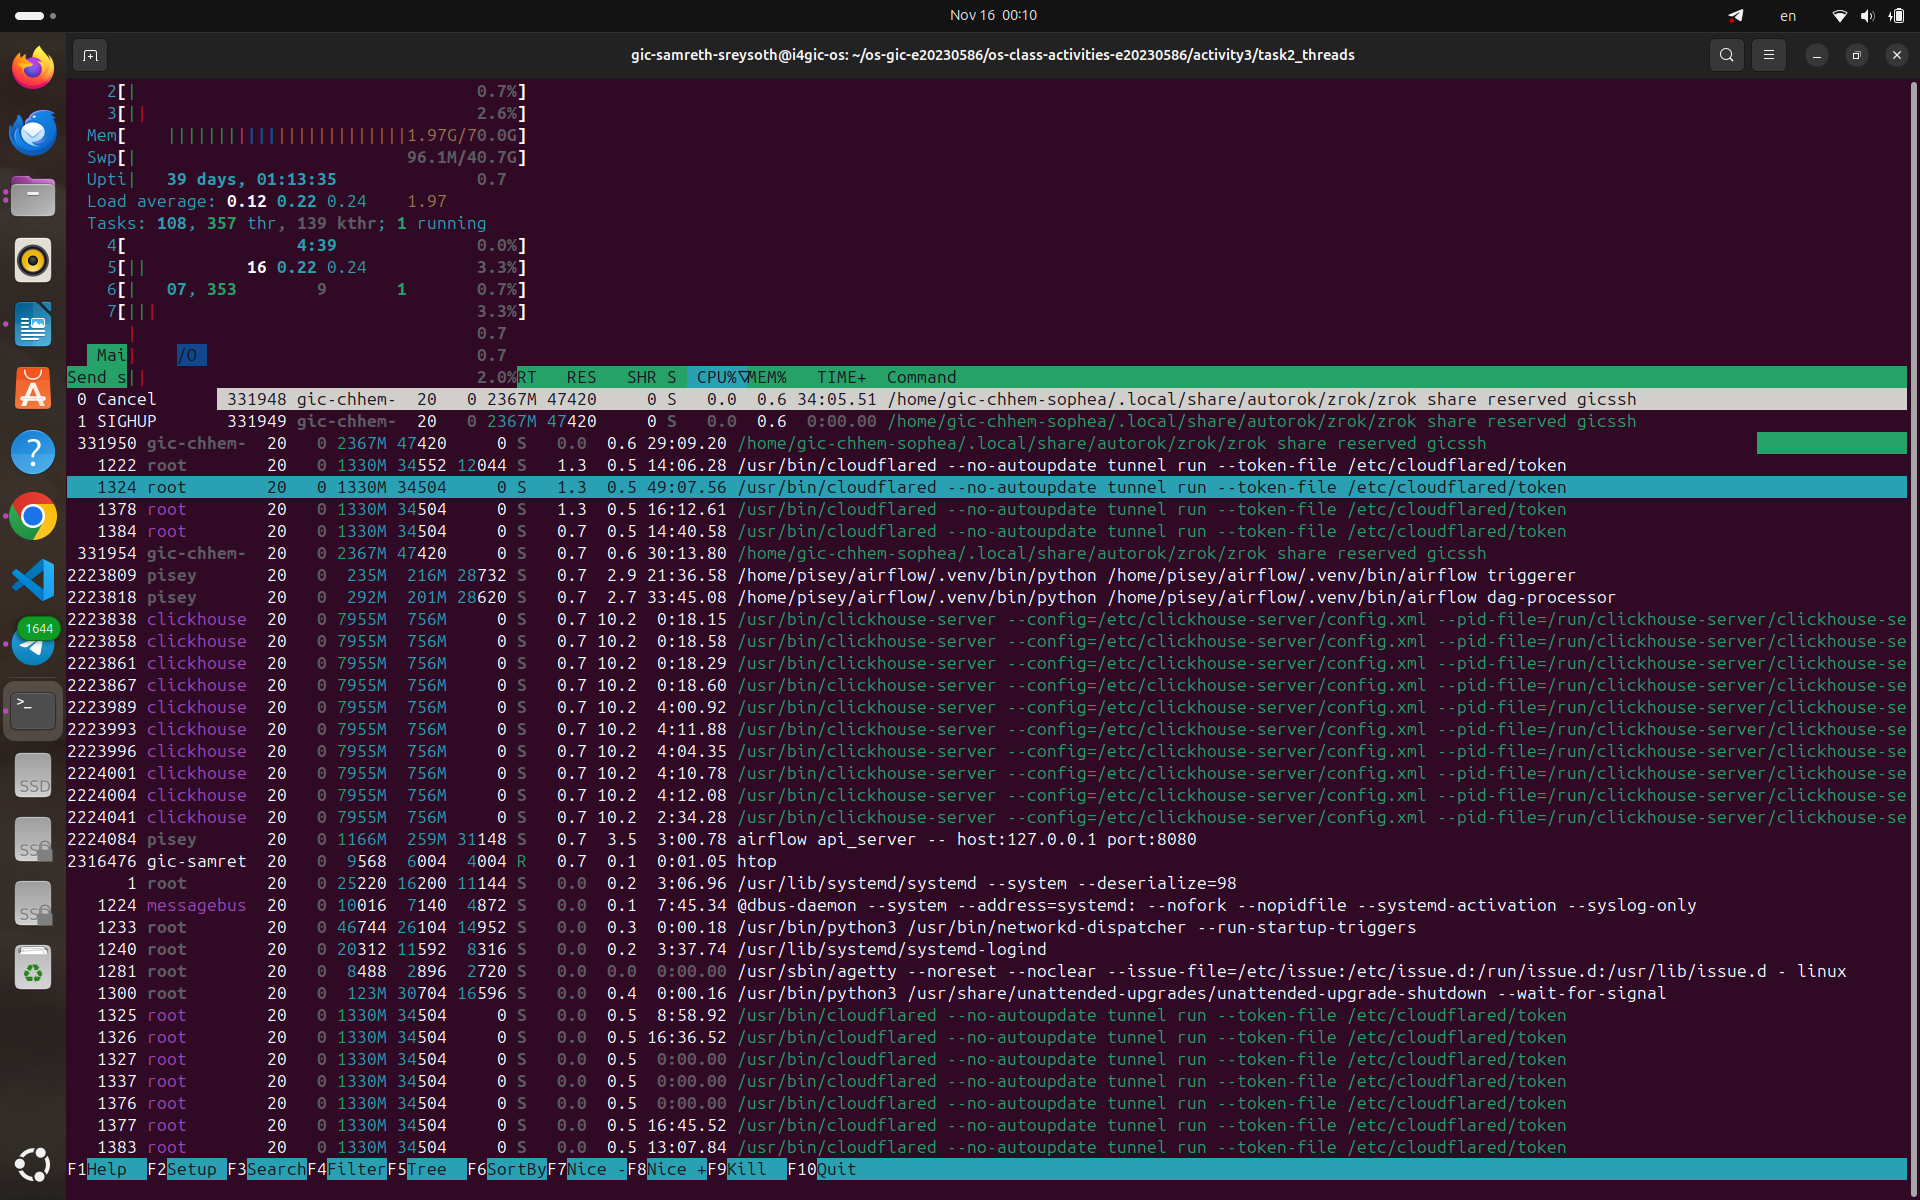 Nov 16 00:10
en
gic-samreth-sreysoth@i4gic-os: ~/os-gic-e20230586/os-class-activities-e20230586/activity3/task2_threads
2[| 0.7%]
3[|| 2.6%]
Mem[ ||||||||||||||||||||||||1.97G/70.0G]
Swp[| 96.1M/40.7G]
Upti| 39 days, 01:13:35 0.7
Load average: 0.12 0.22 0.24 1.97
Tasks: 108, 357 thr, 139 kthr; 1 running
4[ 4:39 0.0%]
5[|| 16 0.22 0.24 3.3%]
6[| 07, 353 9 1 0.7%]
7[||| 3.3%]
| 0.7
Mai| /O 0.7
Send s|| 2.0%RT RES SHR S CPU%▽MEM% TIME+ Command
0 Cancel 331948 gic-chhem- 20 0 2367M 47420 0 S 0.0 0.6 34:05.51 /home/gic-chhem-sophea/.local/share/autorok/zrok/zrok share reserved gicssh
1 SIGHUP 331949 gic-chhem- 20 0 2367M 47420 0 S 0.0 0.6 0:00.00 /home/gic-chhem-sophea/.local/share/autorok/zrok/zrok share reserved gicssh
331950 gic-chhem- 20 0 2367M 47420 0 S 0.0 0.6 29:09.20 /home/gic-chhem-sophea/.local/share/autorok/zrok/zrok share reserved gicssh
1222 root 20 0 1330M 34552 12044 S 1.3 0.5 14:06.28 /usr/bin/cloudflared --no-autoupdate tunnel run --token-file /etc/cloudflared/token
1324 root 20 0 1330M 34504 0 S 1.3 0.5 49:07.56 /usr/bin/cloudflared --no-autoupdate tunnel run --token-file /etc/cloudflared/token
1378 root 20 0 1330M 34504 0 S 1.3 0.5 16:12.61 /usr/bin/cloudflared --no-autoupdate tunnel run --token-file /etc/cloudflared/token
1384 root 20 0 1330M 34504 0 S 0.7 0.5 14:40.58 /usr/bin/cloudflared --no-autoupdate tunnel run --token-file /etc/cloudflared/token
331954 gic-chhem- 20 0 2367M 47420 0 S 0.7 0.6 30:13.80 /home/gic-chhem-sophea/.local/share/autorok/zrok/zrok share reserved gicssh
2223809 pisey 20 0 235M 216M 28732 S 0.7 2.9 21:36.58 /home/pisey/airflow/.venv/bin/python /home/pisey/airflow/.venv/bin/airflow triggerer
2223818 pisey 20 0 292M 201M 28620 S 0.7 2.7 33:45.08 /home/pisey/airflow/.venv/bin/python /home/pisey/airflow/.venv/bin/airflow dag-processor
2223838 clickhouse 20 0 7955M 756M 0 S 0.7 10.2 0:18.15 /usr/bin/clickhouse-server --config=/etc/clickhouse-server/config.xml --pid-file=/run/clickhouse-server/clickhouse-se
2223858 clickhouse 20 0 7955M 756M 0 S 0.7 10.2 0:18.58 /usr/bin/clickhouse-server --config=/etc/clickhouse-server/config.xml --pid-file=/run/clickhouse-server/clickhouse-se
2223861 clickhouse 20 0 7955M 756M 0 S 0.7 10.2 0:18.29 /usr/bin/clickhouse-server --config=/etc/clickhouse-server/config.xml --pid-file=/run/clickhouse-server/clickhouse-se
2223867 clickhouse 20 0 7955M 756M 0 S 0.7 10.2 0:18.60 /usr/bin/clickhouse-server --config=/etc/clickhouse-server/config.xml --pid-file=/run/clickhouse-server/clickhouse-se
2223989 clickhouse 20 0 7955M 756M 0 S 0.7 10.2 4:00.92 /usr/bin/clickhouse-server --config=/etc/clickhouse-server/config.xml --pid-file=/run/clickhouse-server/clickhouse-se
2223993 clickhouse 20 0 7955M 756M 0 S 0.7 10.2 4:11.88 /usr/bin/clickhouse-server --config=/etc/clickhouse-server/config.xml --pid-file=/run/clickhouse-server/clickhouse-se
2223996 clickhouse 20 0 7955M 756M 0 S 0.7 10.2 4:04.35 /usr/bin/clickhouse-server --config=/etc/clickhouse-server/config.xml --pid-file=/run/clickhouse-server/clickhouse-se
2224001 clickhouse 20 0 7955M 756M 0 S 0.7 10.2 4:10.78 /usr/bin/clickhouse-server --config=/etc/clickhouse-server/config.xml --pid-file=/run/clickhouse-server/clickhouse-se
2224004 clickhouse 20 0 7955M 756M 0 S 0.7 10.2 4:12.08 /usr/bin/clickhouse-server --config=/etc/clickhouse-server/config.xml --pid-file=/run/clickhouse-server/clickhouse-se
2224041 clickhouse 20 0 7955M 756M 0 S 0.7 10.2 2:34.28 /usr/bin/clickhouse-server --config=/etc/clickhouse-server/config.xml --pid-file=/run/clickhouse-server/clickhouse-se
2224084 pisey 20 0 1166M 259M 31148 S 0.7 3.5 3:00.78 airflow api_server -- host:127.0.0.1 port:8080
2316476 gic-samret 20 0 9568 6004 4004 R 0.7 0.1 0:01.05 htop
1 root 20 0 25220 16200 11144 S 0.0 0.2 3:06.96 /usr/lib/systemd/systemd --system --deserialize=98
1224 messagebus 20 0 10016 7140 4872 S 0.0 0.1 7:45.34 @dbus-daemon --system --address=systemd: --nofork --nopidfile --systemd-activation --syslog-only
1233 root 20 0 46744 26104 14952 S 0.0 0.3 0:00.18 /usr/bin/python3 /usr/bin/networkd-dispatcher --run-startup-triggers
1240 root 20 0 20312 11592 8316 S 0.0 0.2 3:37.74 /usr/lib/systemd/systemd-logind
1281 root 20 0 8488 2896 2720 S 0.0 0.0 0:00.00 /usr/sbin/agetty --noreset --noclear --issue-file=/etc/issue:/etc/issue.d:/run/issue.d:/usr/lib/issue.d - linux
1300 root 20 0 123M 30704 16596 S 0.0 0.4 0:00.16 /usr/bin/python3 /usr/share/unattended-upgrades/unattended-upgrade-shutdown --wait-for-signal
1325 root 20 0 1330M 34504 0 S 0.0 0.5 8:58.92 /usr/bin/cloudflared --no-autoupdate tunnel run --token-file /etc/cloudflared/token
1326 root 20 0 1330M 34504 0 S 0.0 0.5 16:36.52 /usr/bin/cloudflared --no-autoupdate tunnel run --token-file /etc/cloudflared/token
1327 root 20 0 1330M 34504 0 S 0.0 0.5 0:00.00 /usr/bin/cloudflared --no-autoupdate tunnel run --token-file /etc/cloudflared/token
1337 root 20 0 1330M 34504 0 S 0.0 0.5 0:00.00 /usr/bin/cloudflared --no-autoupdate tunnel run --token-file /etc/cloudflared/token
1376 root 20 0 1330M 34504 0 S 0.0 0.5 0:00.00 /usr/bin/cloudflared --no-autoupdate tunnel run --token-file /etc/cloudflared/token
1377 root 20 0 1330M 34504 0 S 0.0 0.5 16:45.52 /usr/bin/cloudflared --no-autoupdate tunnel run --token-file /etc/cloudflared/token
1383 root 20 0 1330M 34504 0 S 0.0 0.5 13:07.84 /usr/bin/cloudflared --no-autoupdate tunnel run --token-file /etc/cloudflared/token
F1Help F2Setup F3SearchF4FilterF5Tree F6SortByF7Nice -F8Nice +F9Kill F10Quit
1644
SSD